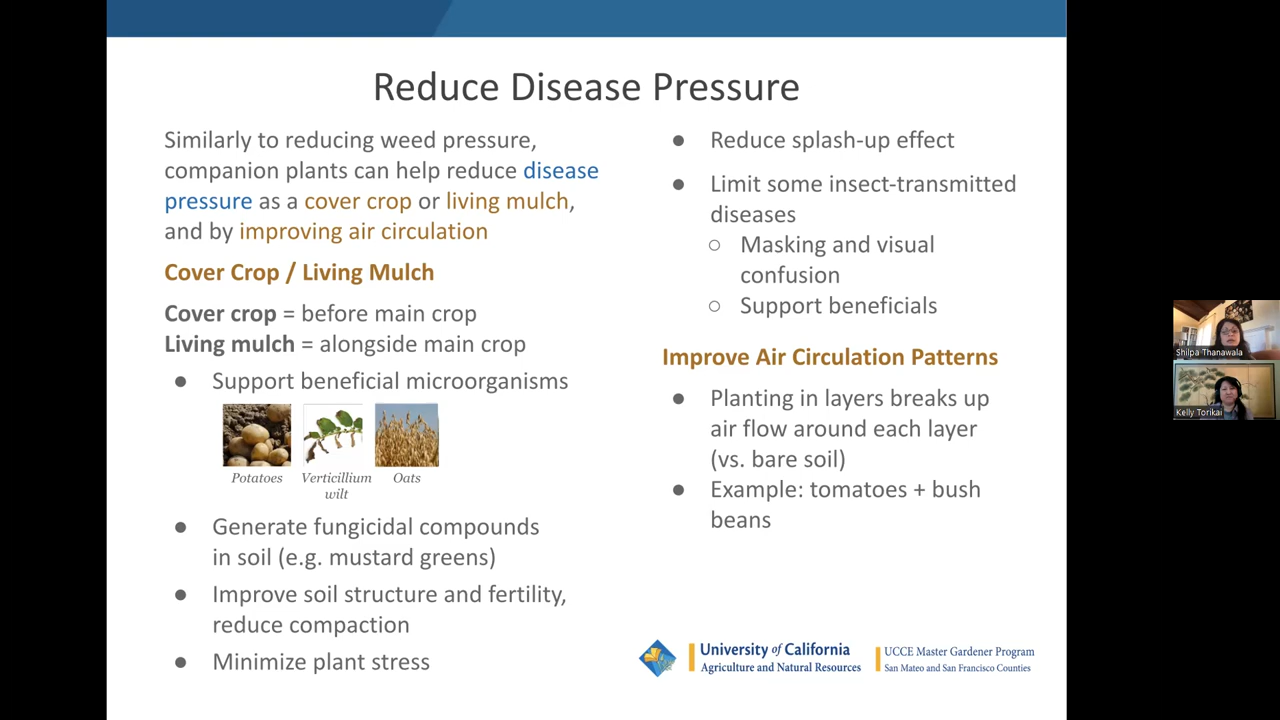 Reduce Disease Pressure
Similarly to reducing weed pressure,
companion plants can help reduce disease
pressure as a cover crop or living mulch,
and by improving air circulation
Cover Crop / Living Mulch
Cover crop = before main crop
Living mulch = alongside main crop
● Support beneficial microorganisms
Potatoes
Verticillium
wilt
Oats
● Generate fungicidal compounds
in soil (e.g. mustard greens)
● Improve soil structure and fertility,
reduce compaction
● Minimize plant stress
● Reduce splash-up effect
● Limit some insect-transmitted
diseases
○ Masking and visual
confusion
○ Support beneficials
Improve Air Circulation Patterns
● Planting in layers breaks up
air flow around each layer
(vs. bare soil)
● Example: tomatoes + bush
beans
University of California
Agriculture and Natural Resources
UCCE Master Gardener Program
San Mateo and San Francisco Counties
Shilpa Thanawala
Kelly Torikai